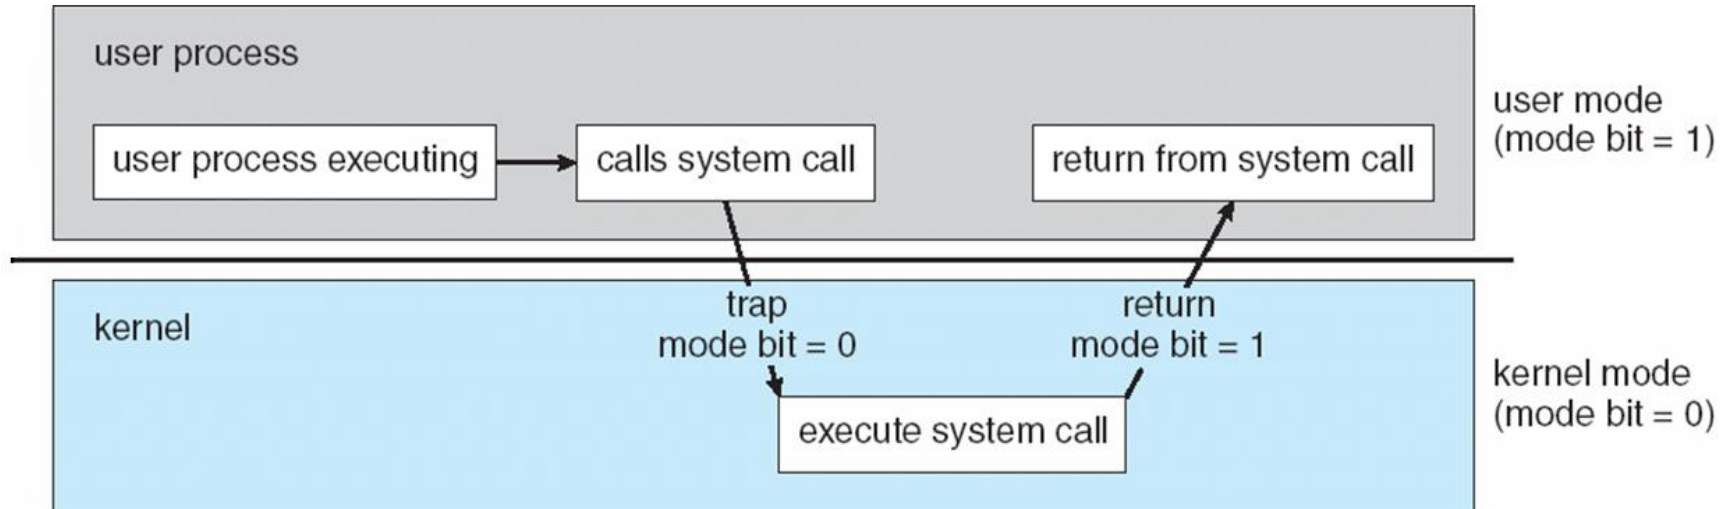 user process
user process executing
calls system call
return from system call
user mode
(mode bit = 1)
kernel
trap
mode bit = 0
return
mode bit = 1
execute system call
kernel mode
(mode bit = 0)